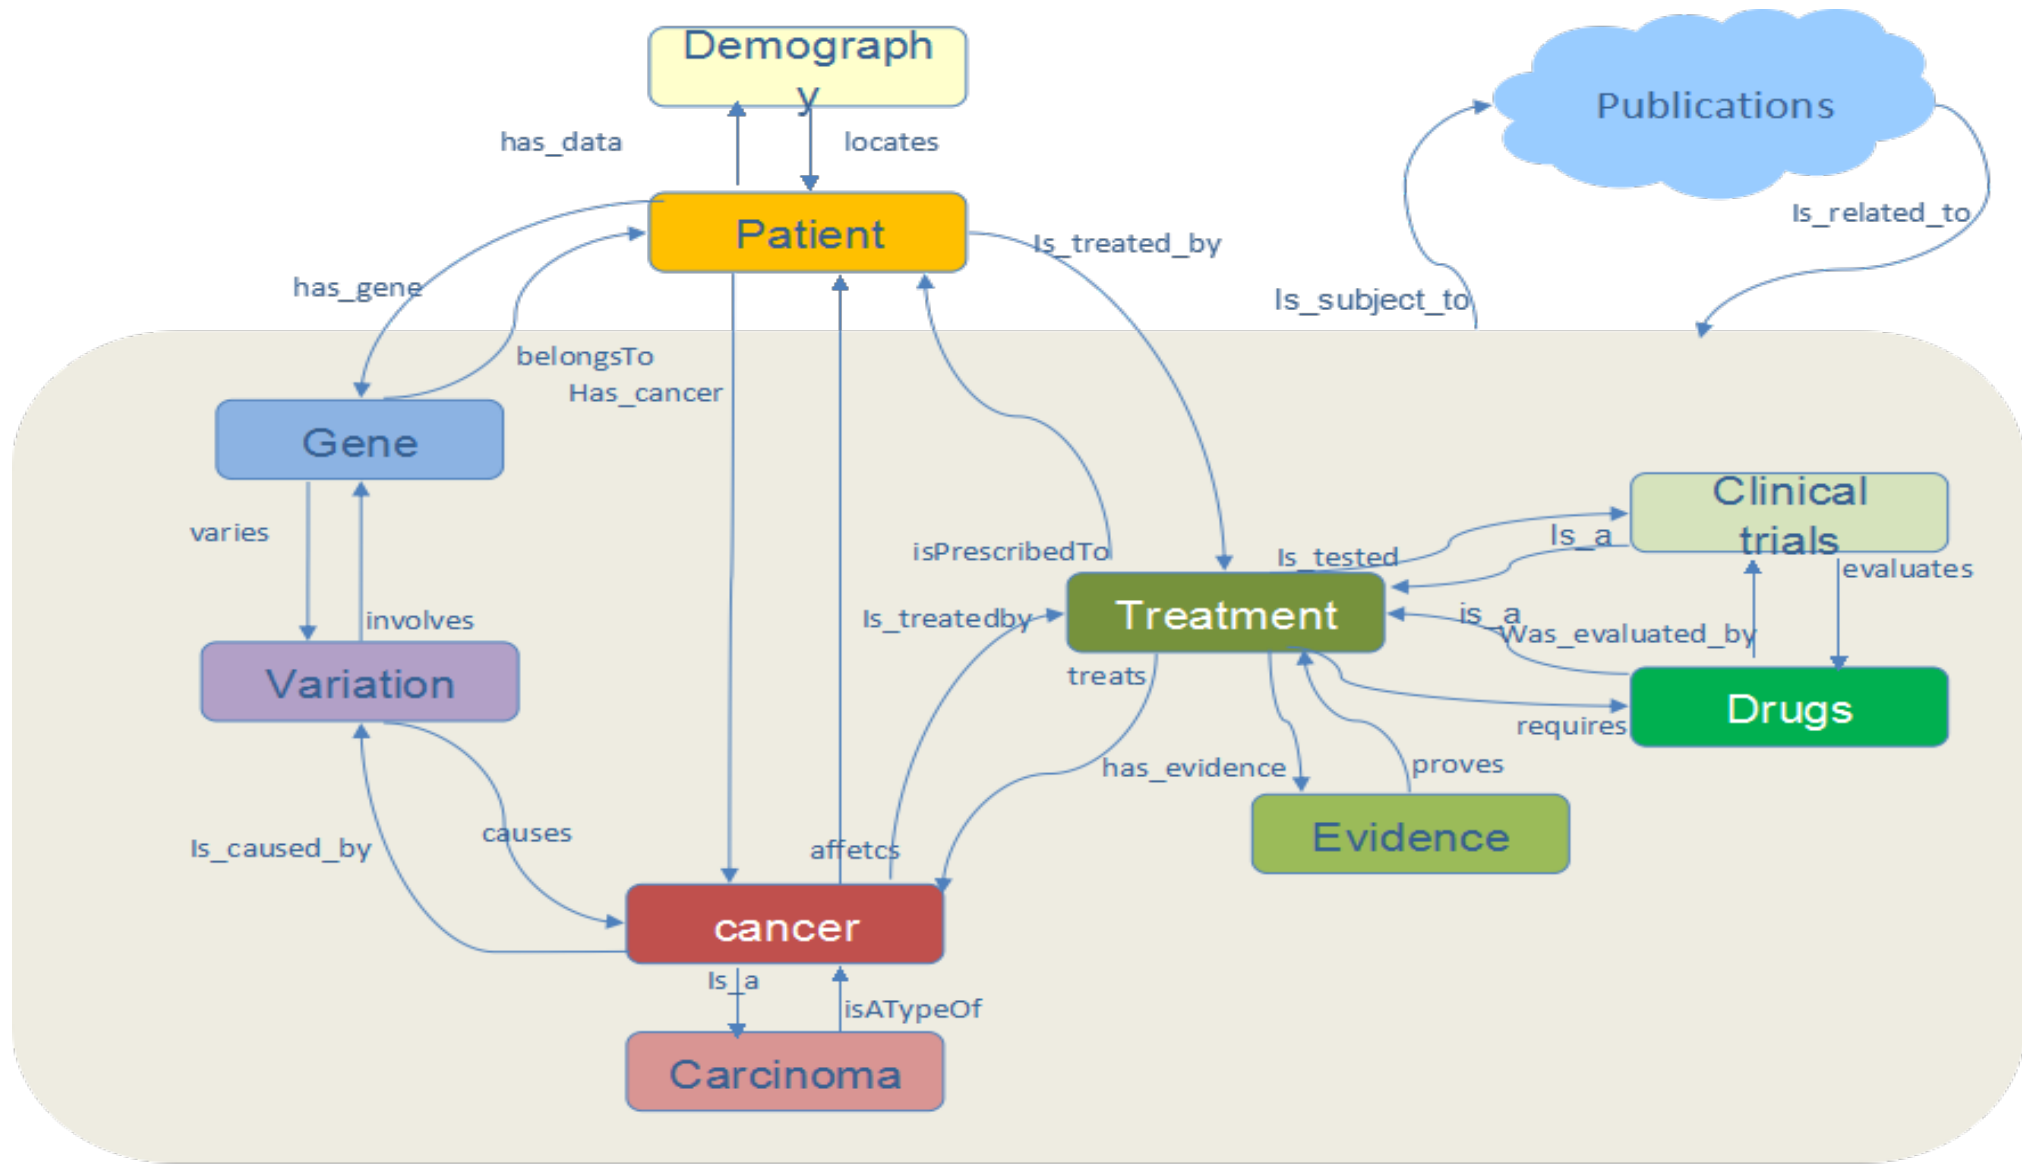 Demograph
y
Publications
has_data
locates
Is_related_to
Patient
Is_treated_by
has_gene
Is_subject_to
belongsTo
Has_cancer
Gene
Clinical
trials
varies
isPrescribedTo
Is_tested
Is_a
evaluates
involves
Is_treatedby
Treatment
is_a
Was_evaluated_by
Variation
treats
Drugs
requires
has_evidence
proves
causes
Is_caused_by
affetcs
Evidence
cancer
Is_a
isATypeOf
Carcinoma